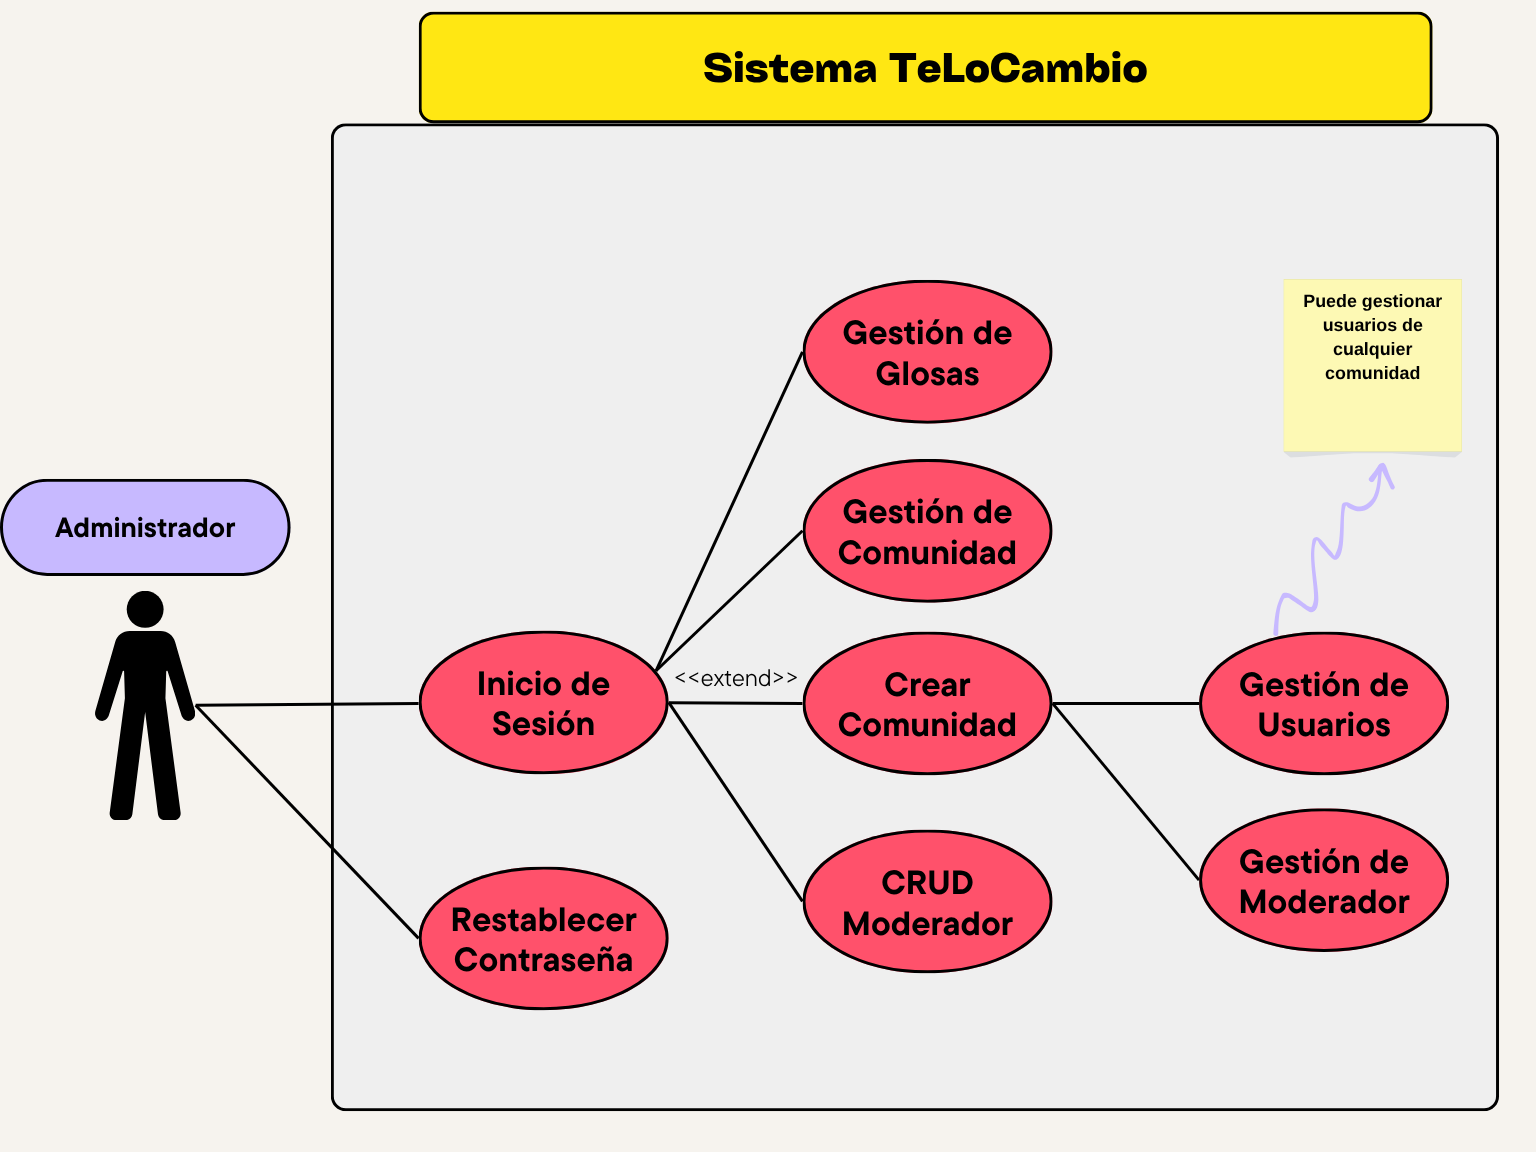 Sistema TeLoCambio
Gestión de
Glosas
Puede gestionar
usuarios de
cualquier
comunidad
Gestión de
Comunidad
Administrador
Inicio de
Sesión
<<extend>>
Crear
Comunidad
Gestión de
Usuarios
CRUD
Moderador
Gestión de
Moderador
Restablecer
Contraseña